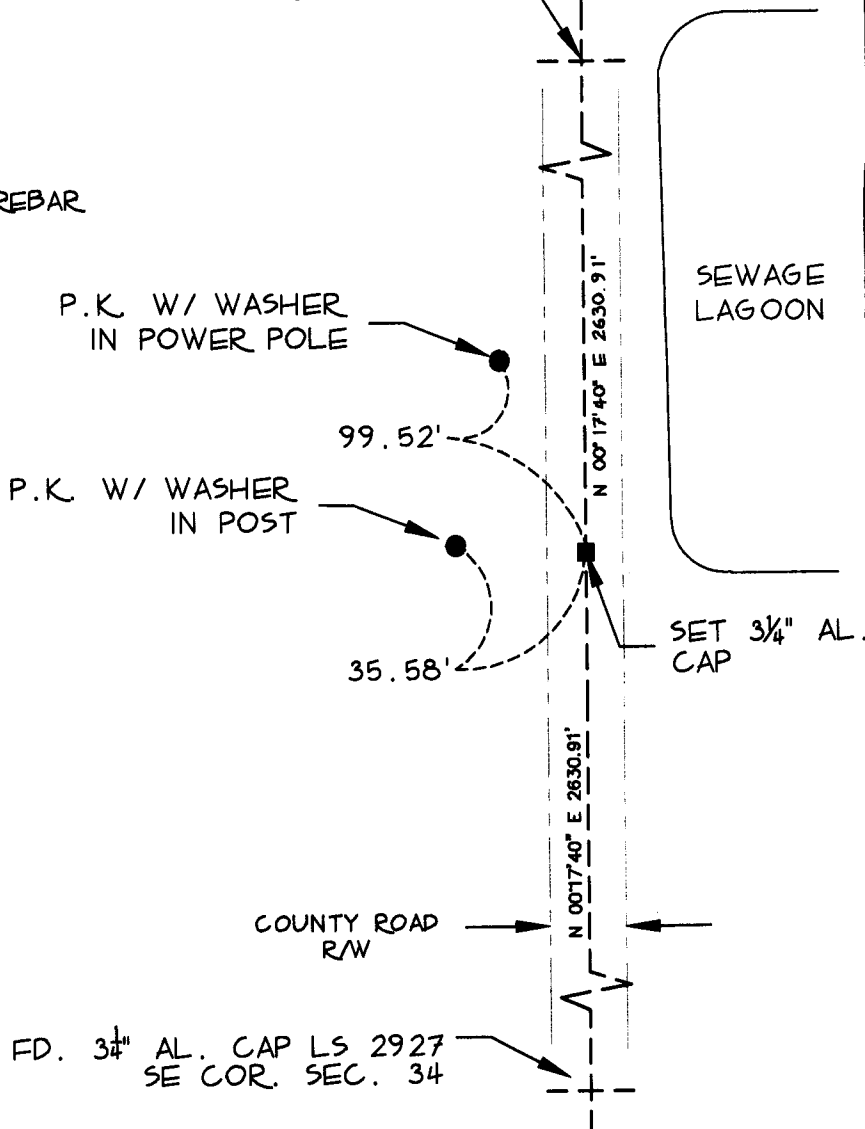 REBAR
P.K. W/ WASHER
IN POWER POLE
N 00°17'40" E 2630.91'
SEWAGE
LAGOON
99.52'
P.K. W/ WASHER
IN POST
SET 3¼" AL.
CAP
35.58'
N 00°17'40" E 2630.91'
COUNTY ROAD
R/W
FD. 3¼" AL. CAP LS 2927
SE COR. SEC. 34